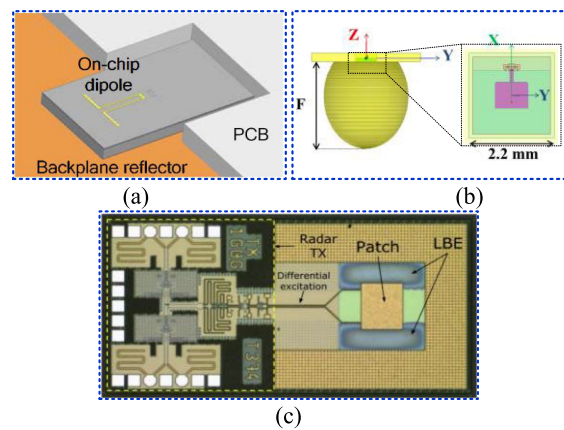 On-chip
dipole
PCB
Backplane reflector
(a)
Z
Y
F
X
Y
2.2 mm
(b)
Radar
TX
Patch
LBE
Differential
excitation
(c)